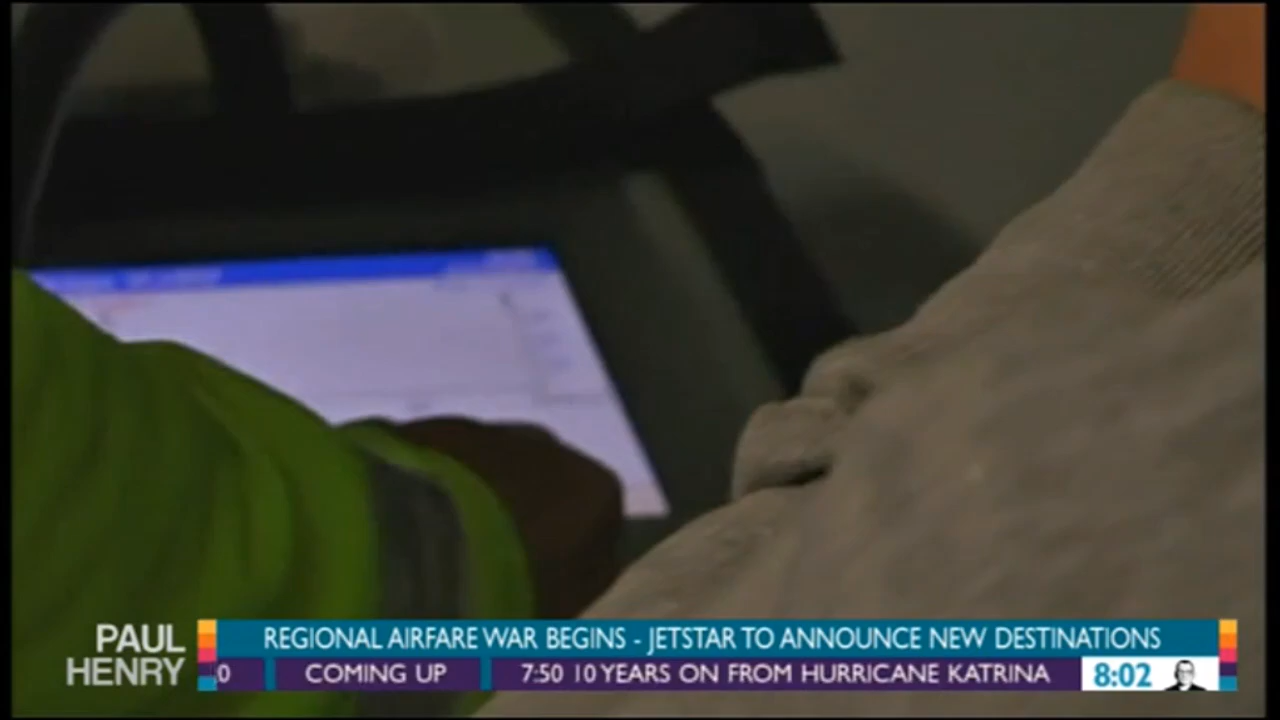 PAUL
HENRY
REGIONAL AIRFARE WAR BEGINS - JETSTAR TO ANNOUNCE NEW DESTINATIONS
0 COMING UP 7:50 10 YEARS ON FROM HURRICANE KATRINA 8:02